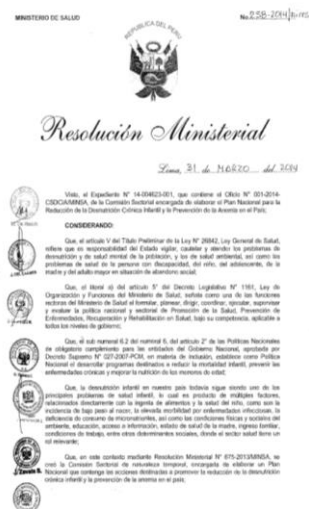 MINISTERIO DE SALUD
No. 258-2014/MINSA
REPUBLICA DEL PERU
Resolución Ministerial
Lima, 31 de MARZO del 2014
Visto, el Expediente N° 14-004623-001, que contiene el Oficio N° 001-2014-
CSDCIA/MINSA, de la Comisión Sectorial encargada de elaborar el Plan Nacional para la
Reducción de la Desnutrición Crónica Infantil y la Prevención de la Anemia en el País;
CONSIDERANDO:
Que, el artículo V del Título Preliminar de la Ley N° 26842, Ley General de Salud,
refiere que es responsabilidad del Estado vigilar, cautelar y atender los problemas de
desnutrición y de salud mental de la población, y los de salud ambiental, así como los
problemas de salud de la persona con discapacidad, del niño, del adolescente, de la
madre y del adulto mayor en situación de abandono social;
Que, el literal a) del artículo 5° del Decreto Legislativo N° 1161, Ley de
Organización y Funciones del Ministerio de Salud, señala como una de las funciones
rectoras del Ministerio de Salud el formular, planear, dirigir, coordinar, ejecutar, supervisar
y evaluar la política nacional y sectorial de Promoción de la Salud, Prevención de
Enfermedades, Recuperación y Rehabilitación en Salud, bajo su competencia, aplicable a
todos los niveles de gobierno;
Que, el sub numeral 6.2 del numeral 6, del artículo 2° de las Políticas Nacionales
de obligatorio cumplimiento para las entidades del Gobierno Nacional, aprobado por
Decreto Supremo N° 027-2007-PCM, en materia de inclusión, establece como Política
Nacional el desarrollar programas destinados a reducir la mortalidad infantil, prevenir las
enfermedades crónicas y mejorar la nutrición de los menores de edad;
Que, la desnutrición infantil en nuestro país todavía sigue siendo uno de los
principales problemas de salud infantil, lo cual es producto de múltiples factores,
relacionados directamente con la ingesta de alimentos y la salud del niño, como son la
incidencia de bajo peso al nacer, la elevada morbilidad por enfermedades infecciosas, la
deficiencia de consumo de micronutrientes, así como las condiciones físicas y sociales del
ambiente, educación, acceso a información, estado de salud de la madre, ingreso familiar,
condiciones de trabajo, entre otros determinantes sociales, donde el sector salud tiene un
rol relevante;
Que, en este contexto mediante Resolución Ministerial N° 675-2013/MINSA, se
creó la Comisión Sectorial de naturaleza temporal, encargada de elaborar un Plan
Nacional que contenga las acciones destinadas a promover la reducción de la desnutrición
crónica infantil y la prevención de la anemia en el país;